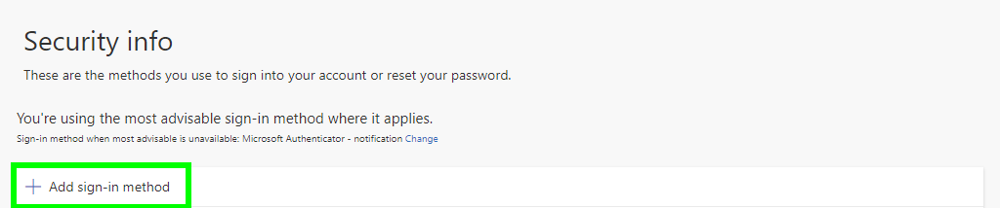 Security info
These are the methods you use to sign into your account or reset your password.
You're using the most advisable sign-in method where it applies.
Sign-in method when most advisable is unavailable: Microsoft Authenticator - notification Change
Add sign-in method